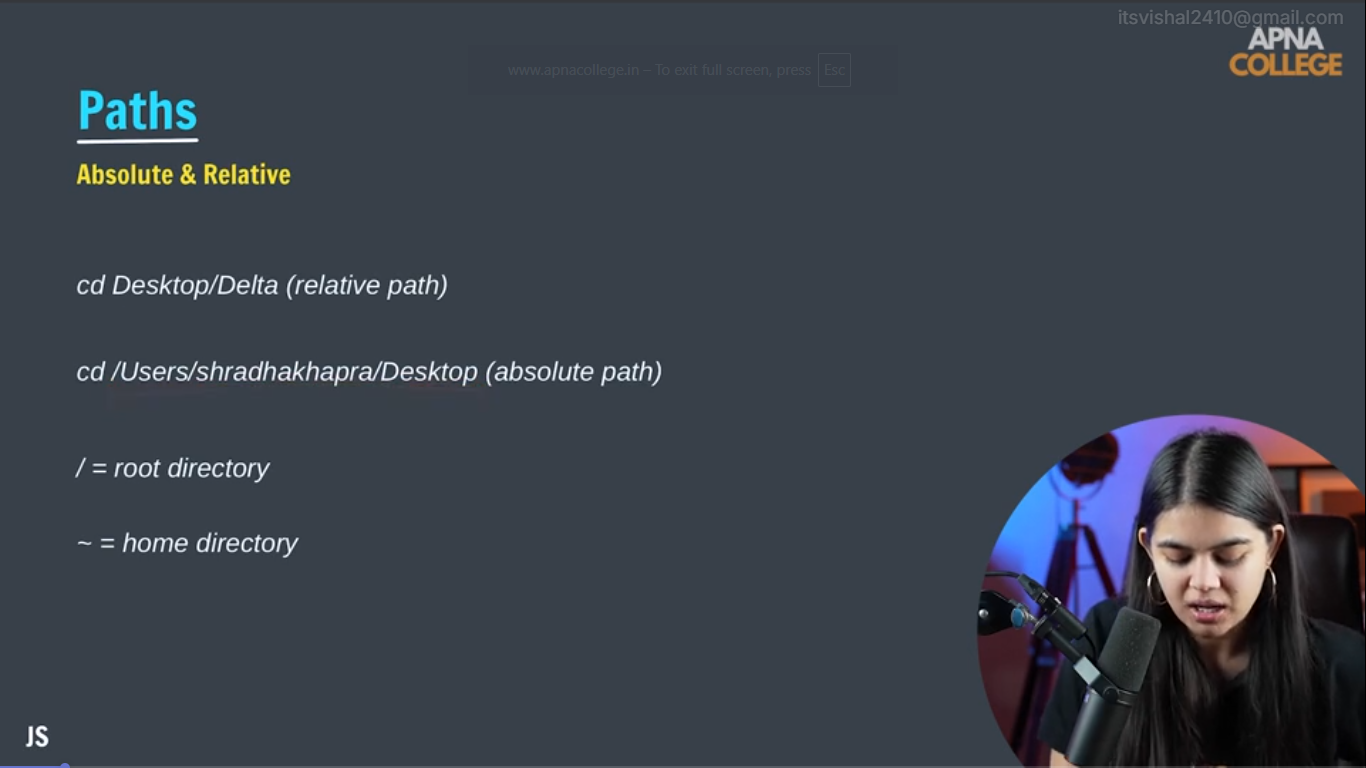 itsvishal2410@gmail.com
APNA
COLLEGE
www.apnacollege.in – To exit full screen, press Esc
Paths
Absolute & Relative
cd Desktop/Delta (relative path)
cd /Users/shradhakhapra/Desktop (absolute path)
/ = root directory
~ = home directory
JS